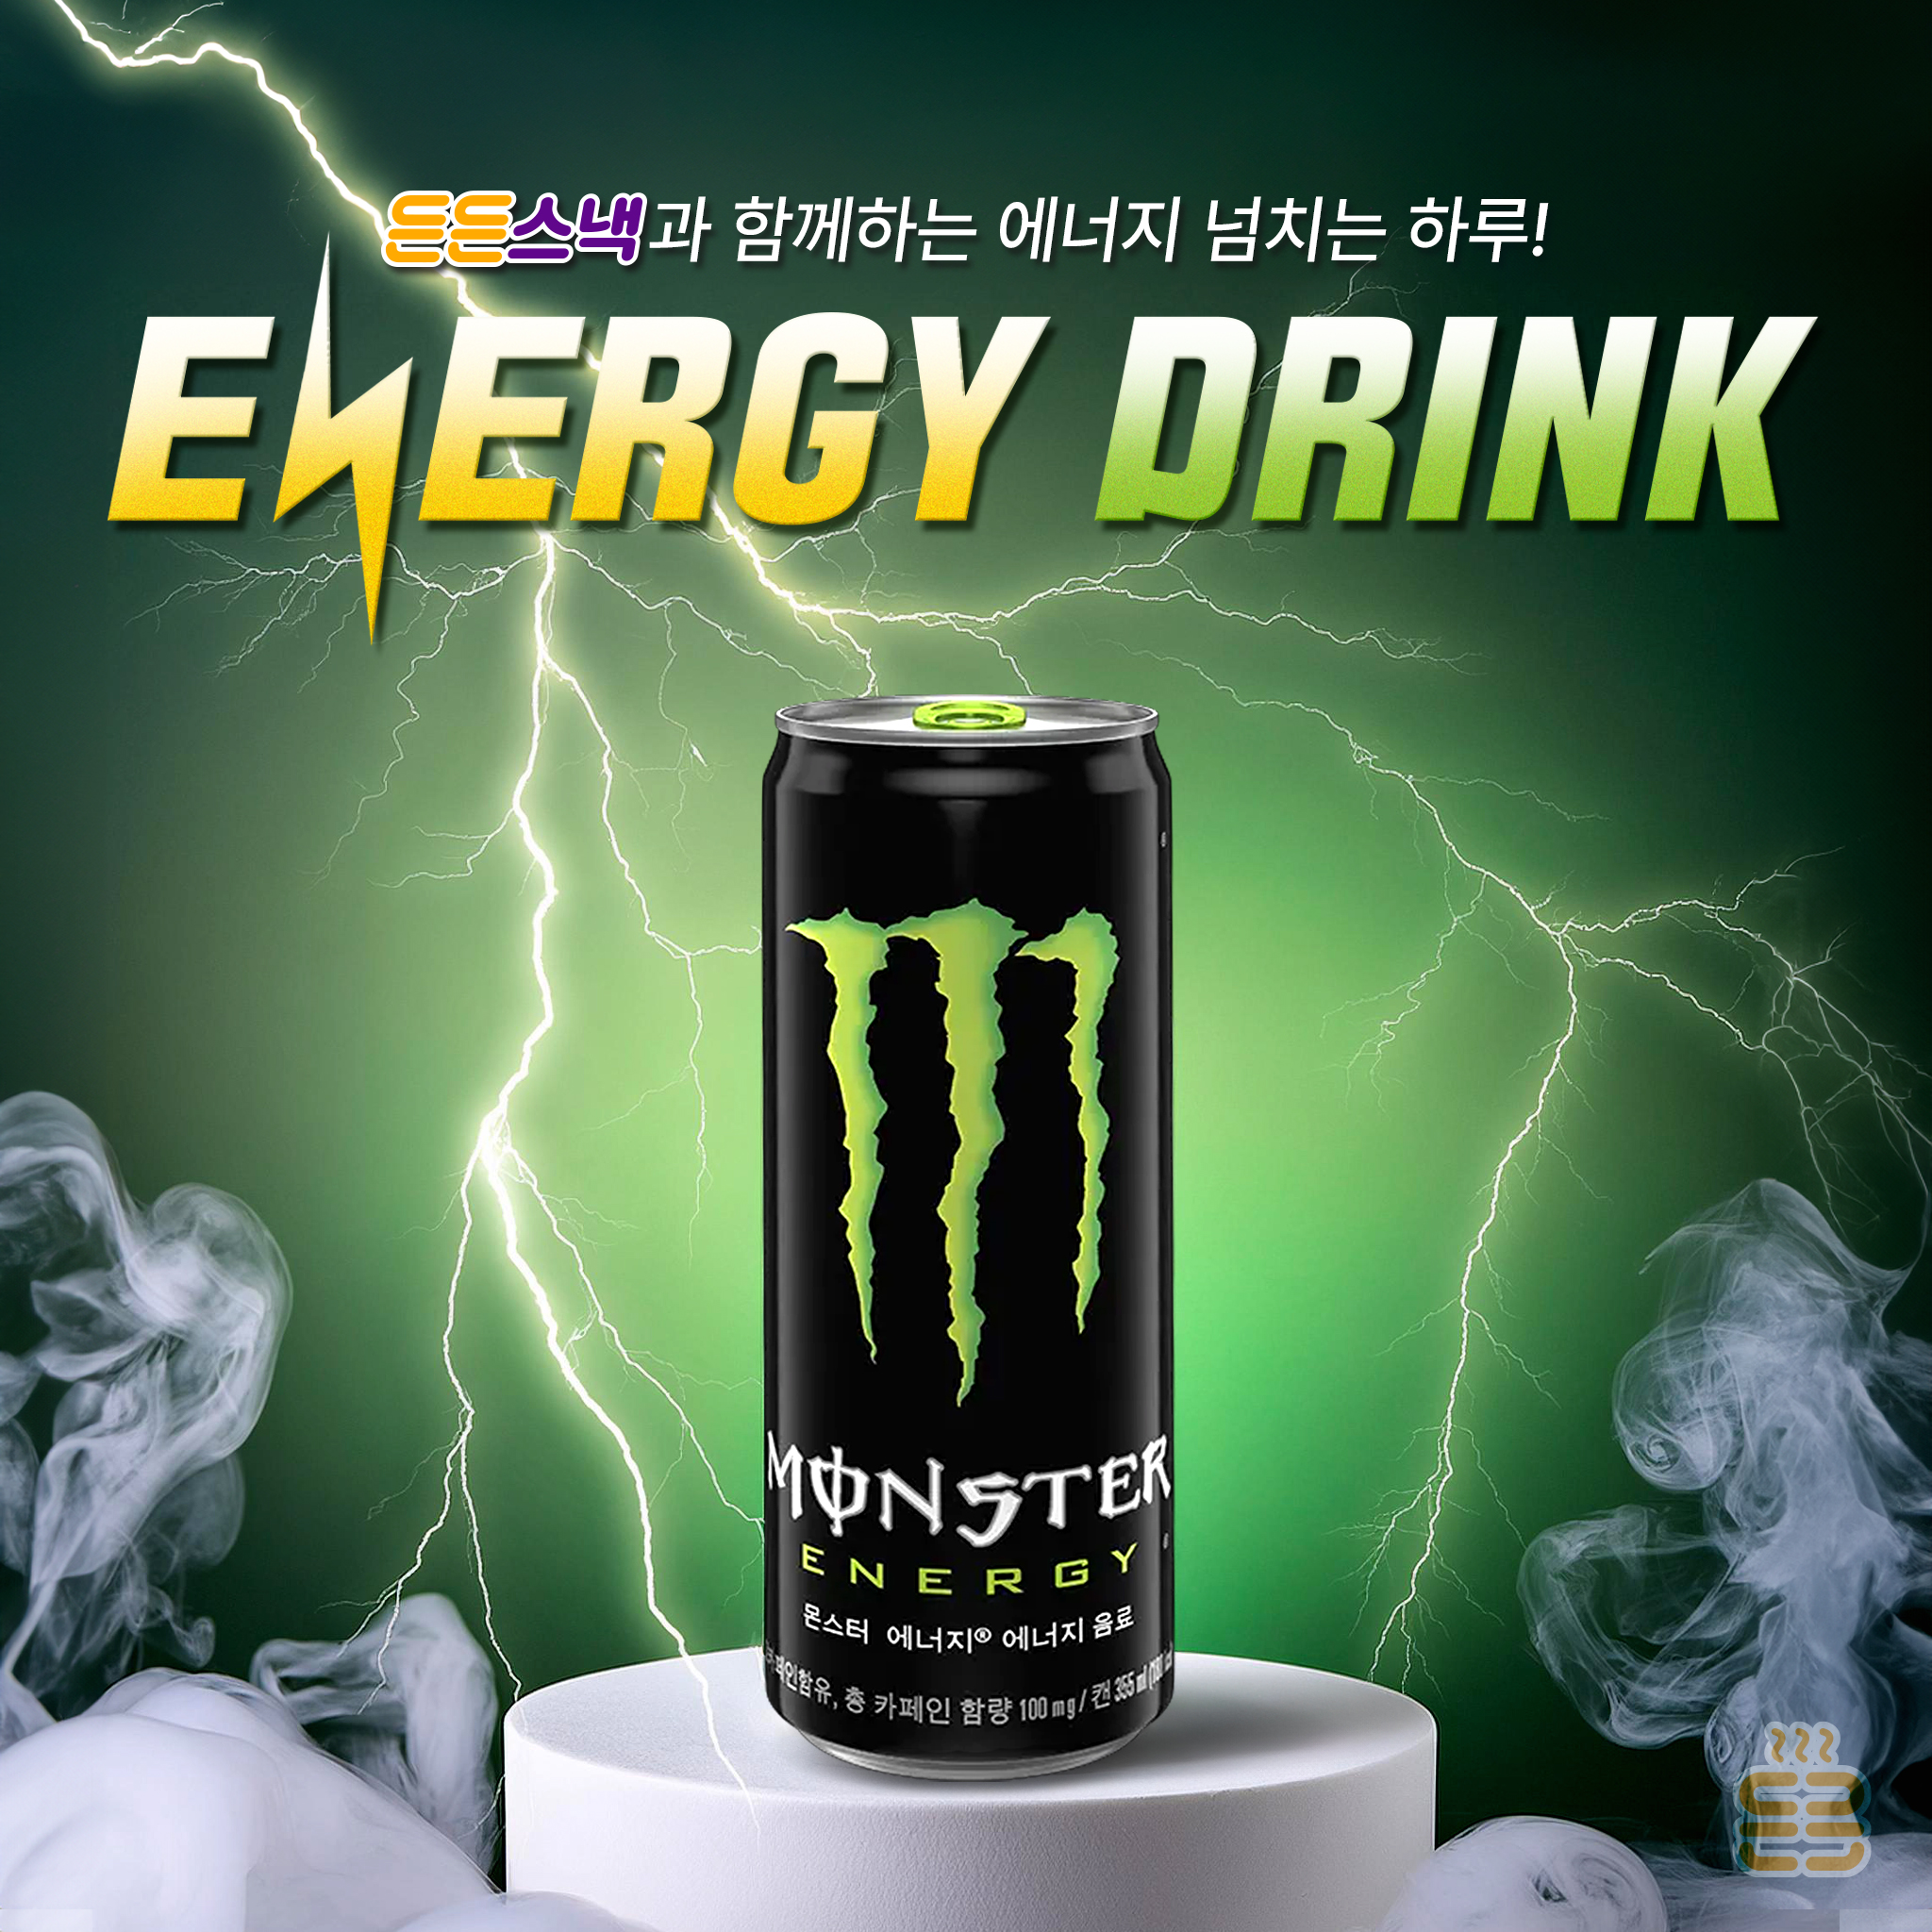 든든스낵과 함께하는 에너지 넘치는 하루!
ENERGY DRINK
MONSTER
ENERGY
몬스터 에너지® 에너지 음료
카페인함유, 총 카페인 함량 100 mg / 캔 355 ml